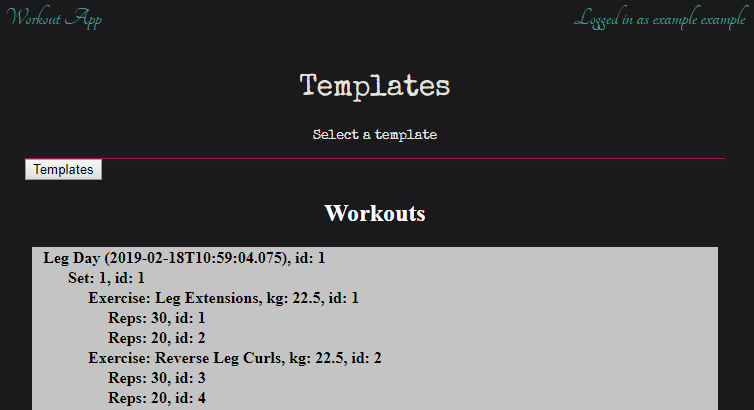 Workout App
Logged in as example example
Templates
Select a template
Templates
Workouts
Leg Day (2019-02-18T10:59:04.075), id: 1
Set: 1, id: 1
Exercise: Leg Extensions, kg: 22.5, id: 1
Reps: 30, id: 1
Reps: 20, id: 2
Exercise: Reverse Leg Curls, kg: 22.5, id: 2
Reps: 30, id: 3
Reps: 20, id: 4